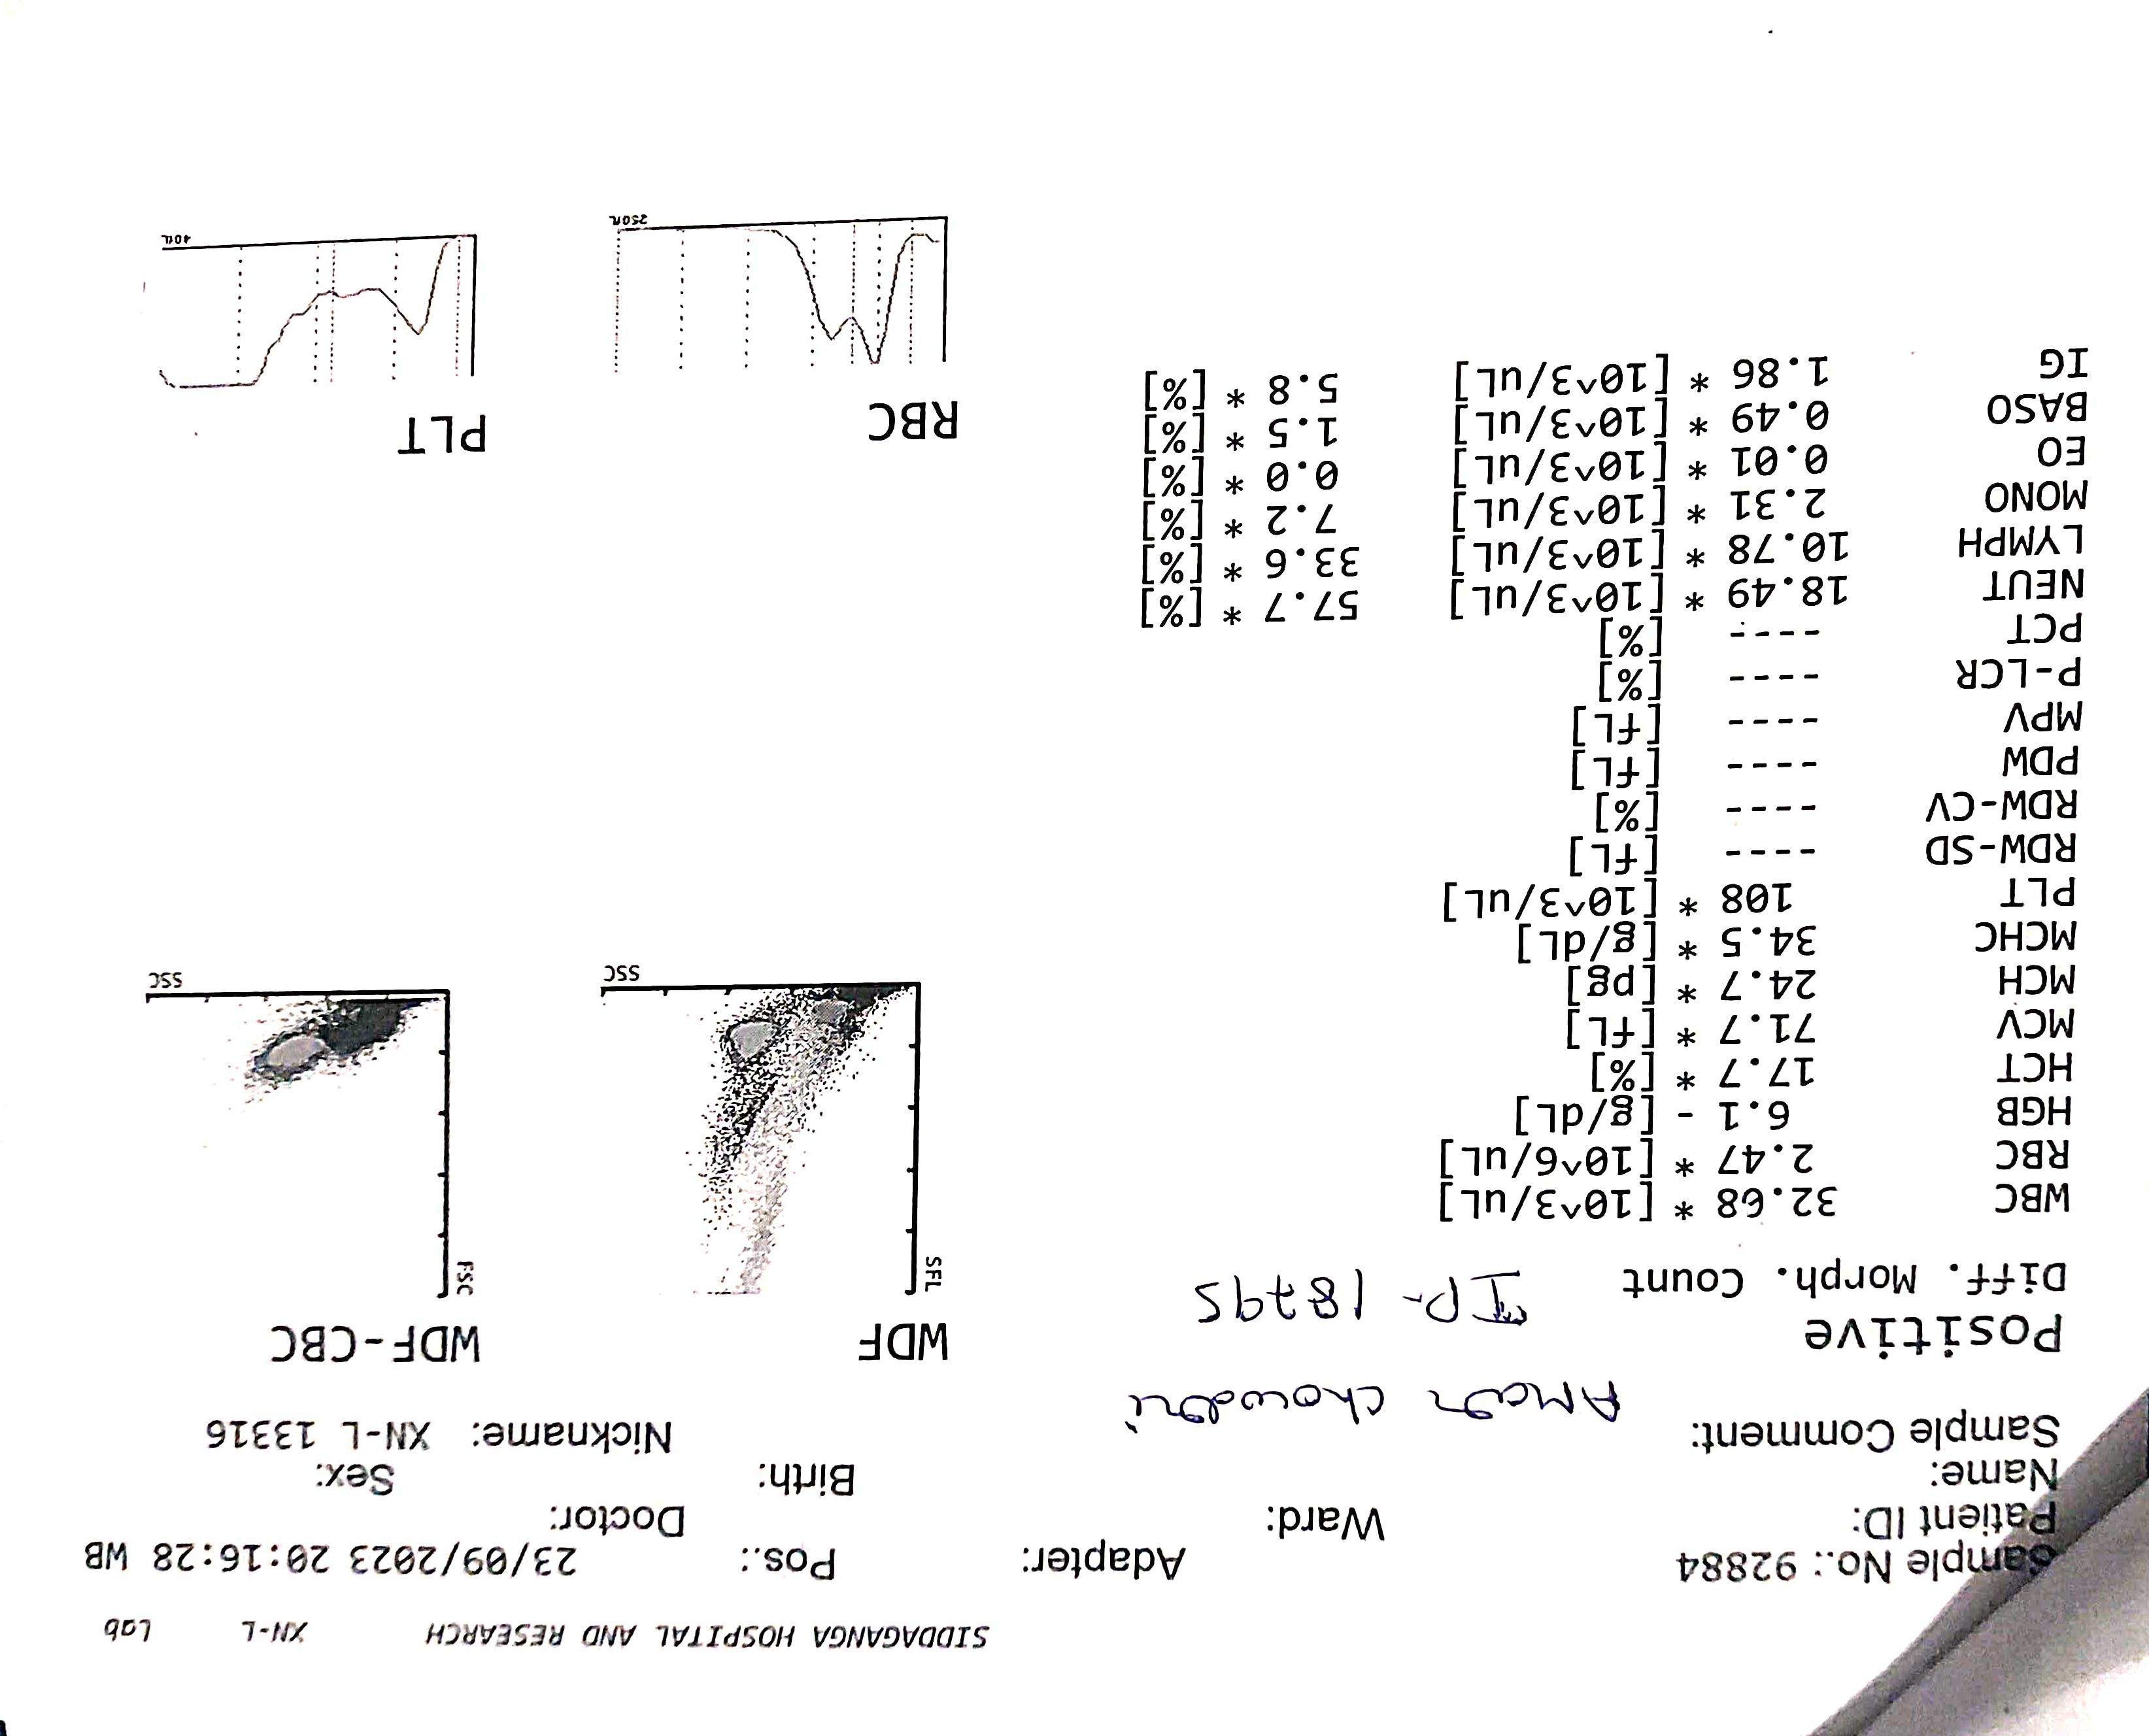 SIDDAGANGA HOSPITAL AND RESEARCH XN-L Lab
Sample No.: 92884 Adapter: Pos.: 23/09/2023 20:16:28 WB
Patient ID: Ward: Doctor:
Name: Birth: Sex:
Sample Comment: Nickname: XN-L 13316
Amar Chowdri
Positive
Diff. Morph. Count
IP- 18795
WBC 32.68 * [10^3/uL]
RBC 2.47 * [10^6/uL]
HGB 6.1 - [g/dL]
HCT 17.7 * [%]
MCV 71.7 * [fL]
MCH 24.7 * [pg]
MCHC 34.5 * [g/dL]
PLT 108 * [10^3/uL]
RDW-SD ---- [fL]
RDW-CV ---- [%]
PDW ---- [fL]
MPV ---- [fL]
P-LCR ---- [%]
PCT ---- [%]
NEUT 18.49 * [10^3/uL] 57.7 * [%]
LYMPH 10.78 * [10^3/uL] 33.6 * [%]
MONO 2.31 * [10^3/uL] 7.2 * [%]
EO 0.01 * [10^3/uL] 0.0 * [%]
BASO 0.49 * [10^3/uL] 1.5 * [%]
IG 1.86 * [10^3/uL] 5.8 * [%]
WDF
SFL
SSC
WDF-CBC
FSC
SSC
RBC
250fL
PLT
40fL